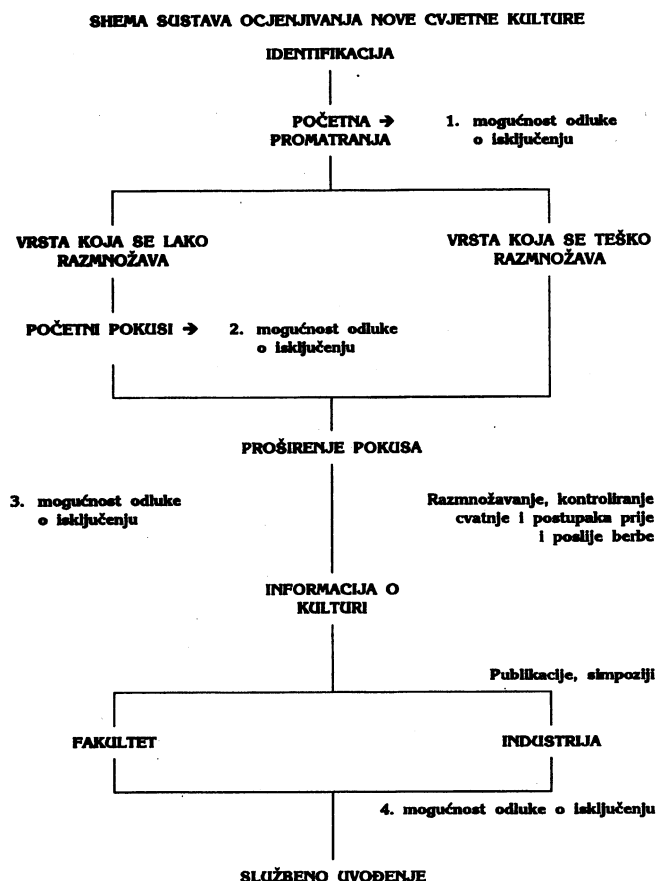 SHEMA SUSTAVA OCJENJIVANJA NOVE CVJETNE KULTURE
IDENTIFIKACIJA
POČETNA → 1. mogućnost odluke
PROMATRANJA o isključenju
VRSTA KOJA SE LAKO
RAZMNOŽAVA
VRSTA KOJA SE TEŠKO
RAZMNOŽAVA
POČETNI POKUSI → 2. mogućnost odluke
o isključenju
PROŠIRENJE POKUSA
3. mogućnost odluke
o isključenju
Razmnožavanje, kontroliranje
cvatnje i postupaka prije
i poslije berbe
INFORMACIJA O
KULTURI
Publikacije, simpoziji
FAKULTET
INDUSTRIJA
4. mogućnost odluke o isključenju
SLUŽBENO UVOĐENJE